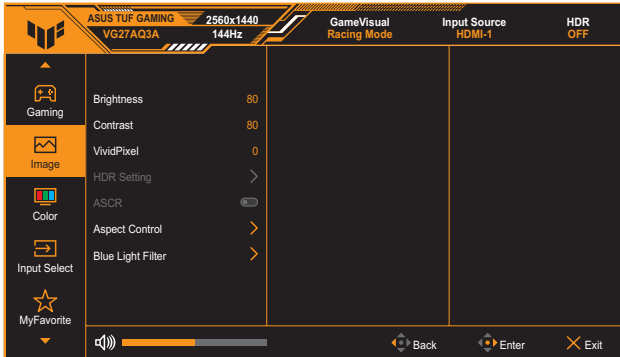 ASUS TUF GAMING
VG27AQ3A
2560x1440
144Hz
GameVisual
Racing Mode
Input Source
HDMI-1
HDR
OFF
Gaming
Image
Color
Input Select
MyFavorite
Brightness 80
Contrast 80
VividPixel 0
HDR Setting
ASCR
Aspect Control
Blue Light Filter
Back
Enter
Exit